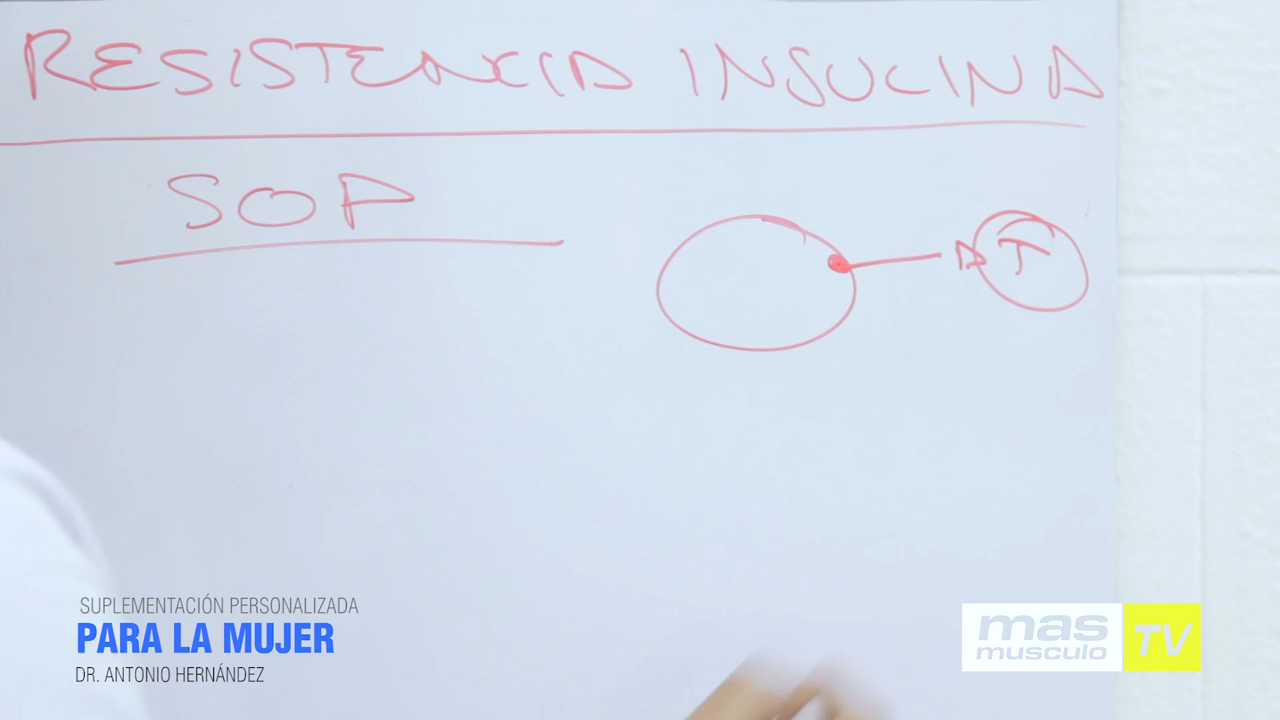 RESISTENCIA INSULINA
SOP
T
SUPLEMENTACIÓN PERSONALIZADA
PARA LA MUJER
DR. ANTONIO HERNÁNDEZ
mas
musculo
TV